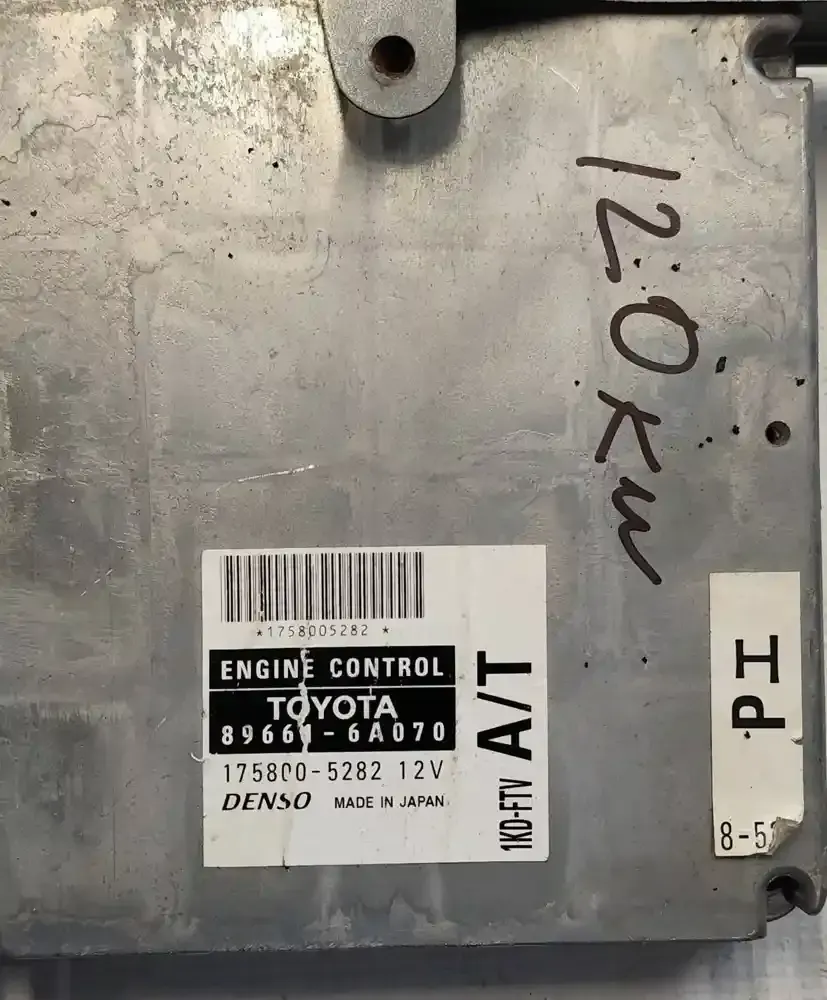 120kw
*1758005282*
ENGINE CONTROL
TOYOTA
89661-6A070
175800-5282 12V
DENSO MADE IN JAPAN
1KD-FTV A/T
PI